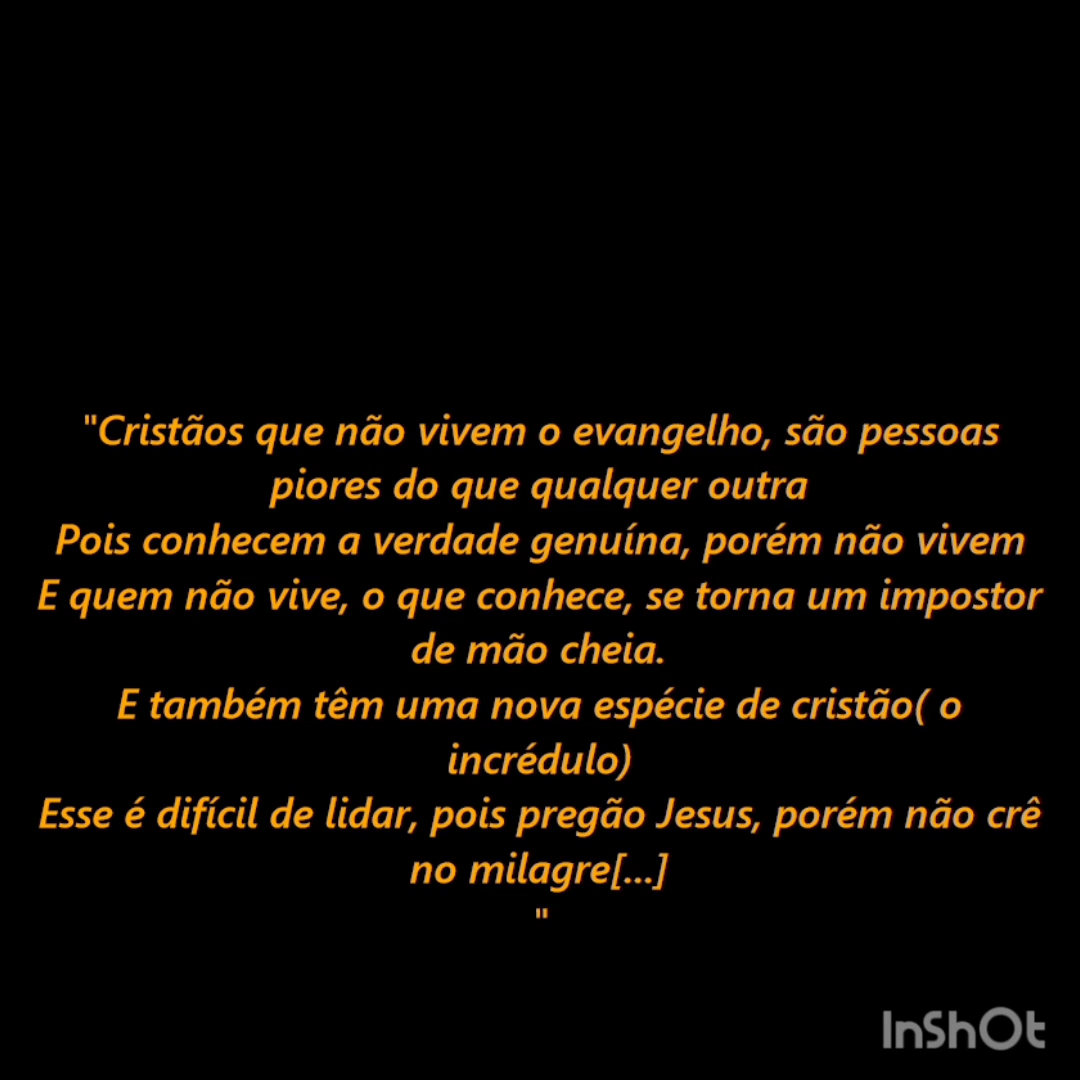 "Cristãos que não vivem o evangelho, são pessoas
piores do que qualquer outra
Pois conhecem a verdade genuína, porém não vivem
E quem não vive, o que conhece, se torna um impostor
de mão cheia.
E também têm uma nova espécie de cristão( o
incrédulo)
Esse é difícil de lidar, pois pregão Jesus, porém não crê
no milagre[...]
"
InShOt